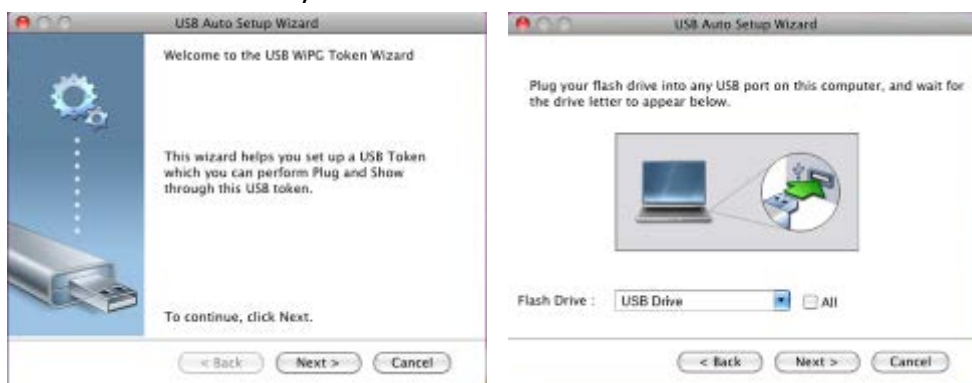 USB Auto Setup Wizard
Welcome to the USB WiPG Token Wizard
This wizard helps you set up a USB Token
which you can perform Plug and Show
through this USB token.
To continue, click Next.
< Back
Next >
Cancel
USB Auto Setup Wizard
Plug your flash drive into any USB port on this computer, and wait for
the drive letter to appear below.
Flash Drive :
USB Drive
All
< Back
Next >
Cancel